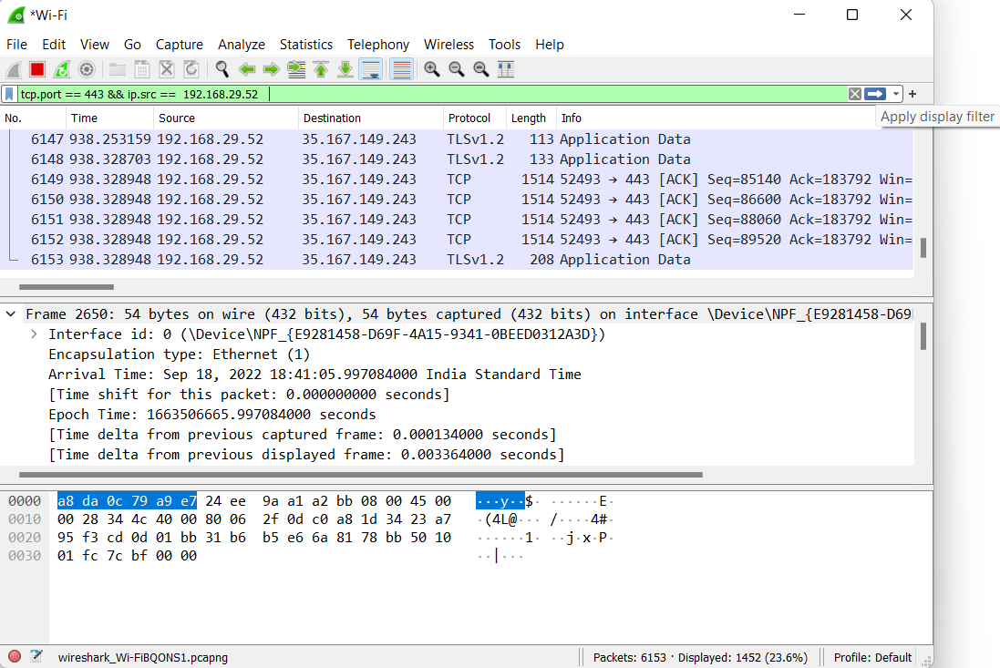 *Wi-Fi
File Edit View Go Capture Analyze Statistics Telephony Wireless Tools Help
tcp.port == 443 && ip.src == 192.168.29.52
Apply display filter
No. Time Source Destination Protocol Length Info
6147 938.253159 192.168.29.52 35.167.149.243 TLSv1.2 113 Application Data
6148 938.328703 192.168.29.52 35.167.149.243 TLSv1.2 133 Application Data
6149 938.328948 192.168.29.52 35.167.149.243 TCP 1514 52493 → 443 [ACK] Seq=85140 Ack=183792 Win=
6150 938.328948 192.168.29.52 35.167.149.243 TCP 1514 52493 → 443 [ACK] Seq=86600 Ack=183792 Win=
6151 938.328948 192.168.29.52 35.167.149.243 TCP 1514 52493 → 443 [ACK] Seq=88060 Ack=183792 Win=
6152 938.328948 192.168.29.52 35.167.149.243 TCP 1514 52493 → 443 [ACK] Seq=89520 Ack=183792 Win=
6153 938.328948 192.168.29.52 35.167.149.243 TLSv1.2 208 Application Data
Frame 2650: 54 bytes on wire (432 bits), 54 bytes captured (432 bits) on interface \Device\NPF_{E9281458-D69
Interface id: 0 (\Device\NPF_{E9281458-D69F-4A15-9341-0BEED0312A3D})
Encapsulation type: Ethernet (1)
Arrival Time: Sep 18, 2022 18:41:05.997084000 India Standard Time
[Time shift for this packet: 0.000000000 seconds]
Epoch Time: 1663506665.997084000 seconds
[Time delta from previous captured frame: 0.000134000 seconds]
[Time delta from previous displayed frame: 0.003364000 seconds]
0000 a8 da 0c 79 a9 e7 24 ee 9a a1 a2 bb 08 00 45 00 ···y··$· ······E·
0010 00 28 34 4c 40 00 80 06 2f 0d c0 a8 1d 34 23 a7 ·(4L@··· /····4#·
0020 95 f3 cd 0d 01 bb 31 b6 b5 e6 6a 81 78 bb 50 10 ······1· ··j·x·P·
0030 01 fc 7c bf 00 00 ··|···
wireshark_Wi-FiBQONS1.pcapng Packets: 6153 · Displayed: 1452 (23.6%) Profile: Default